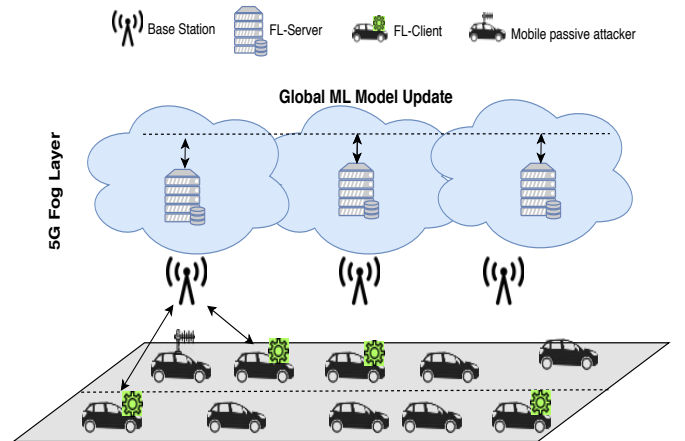 Base Station
FL-Server
FL-Client
Mobile passive attacker
Global ML Model Update
5G Fog Layer